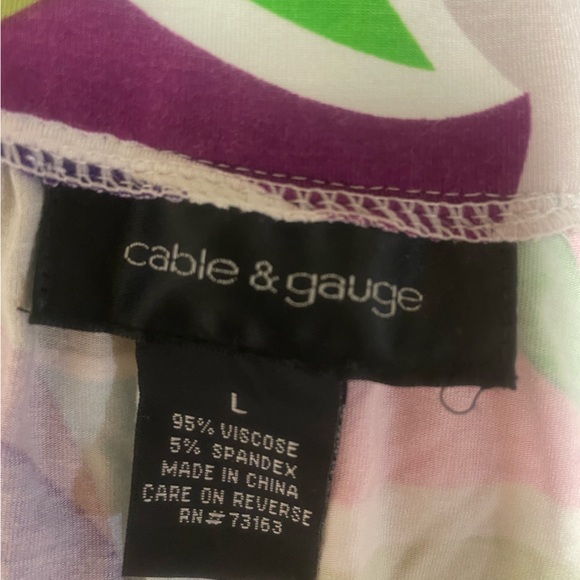 cable & gauge
L
95% VISCOSE
5% SPANDEX
MADE IN CHINA
CARE ON REVERSE
RN# 73163